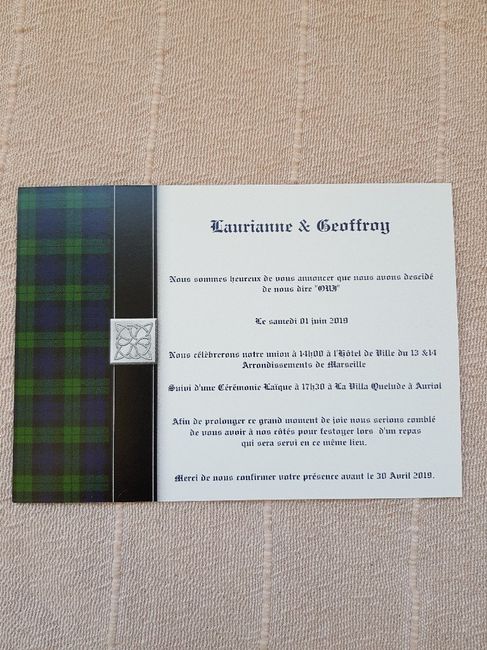 Laurianne & Geoffroy
Nous sommes heureux de vous annoncer que nous avons descidé
de nous dire "OUI"
Le samedi 01 juin 2019
Nous célèbrerons notre union à 14h00 à l'Hôtel de Ville du 13 &14
Arrondissements de Marseille
Suivi d'une Cérémonie Laïque à 17h30 à La Villa Quelude à Auriol
Afin de prolonger ce grand moment de joie nous serions comblé
de vous avoir à nos côtés pour festoyer lors d'un repas
qui sera servi en ce même lieu.
Merci de nous confirmer votre présence avant le 30 Avril 2019.